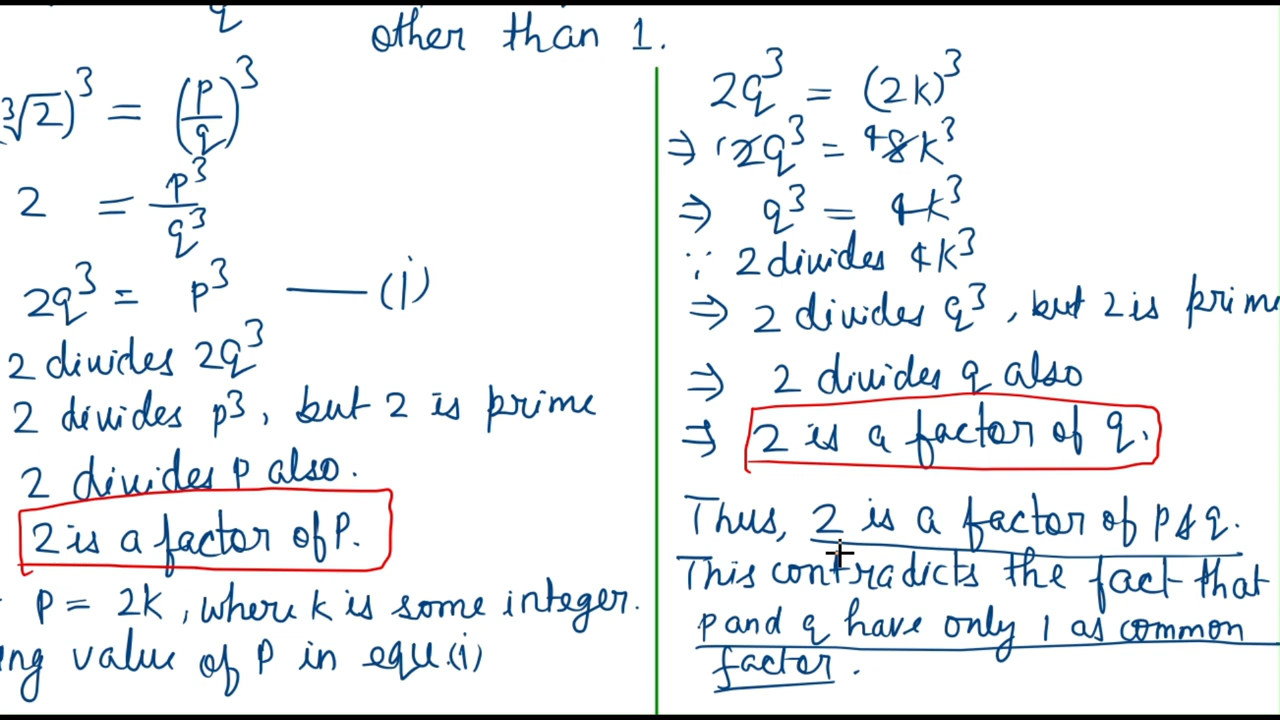 q
other than 1.
(∛2)³ = (p/q)³
2 = p³/q³
2q³ = p³ —— (i)
2 divides 2q³
2 divides p³, but 2 is prime
2 divides p also.
2 is a factor of P.
P = 2k, where k is some integer.
ing value of P in equ.(i)
2q³ = (2k)³
⇒ 2q³ = 8k³
⇒ q³ = 4k³
∵ 2 divides 4k³
⇒ 2 divides q³, but 2 is prime
⇒ 2 divides q also
⇒ 2 is a factor of q.
Thus, 2 is a factor of p & q.
This contradicts the fact that
p and q have only 1 as common
factor.